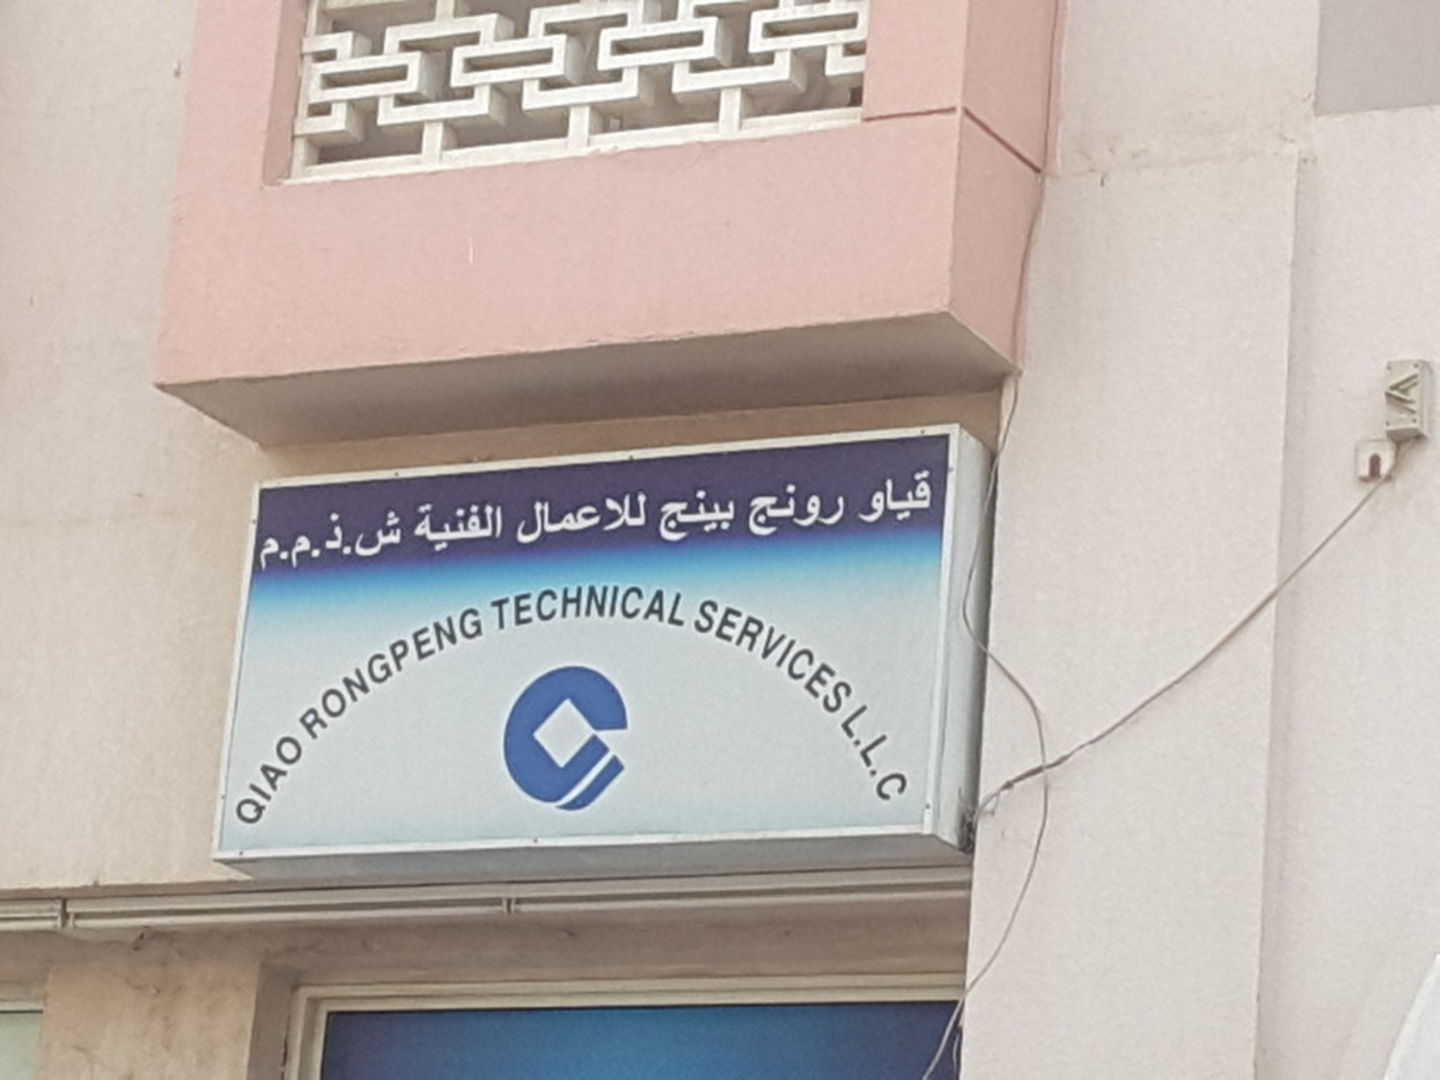 قياو رونج بينج للاعمال الفنية ش.ذ.م.م
QIAO RONGPENG TECHNICAL SERVICES L.L.C